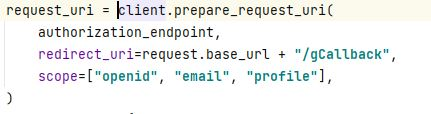 request_uri = client.prepare_request_uri(
    authorization_endpoint,
    redirect_uri=request.base_url + "/gCallback",
    scope=["openid", "email", "profile"],
)